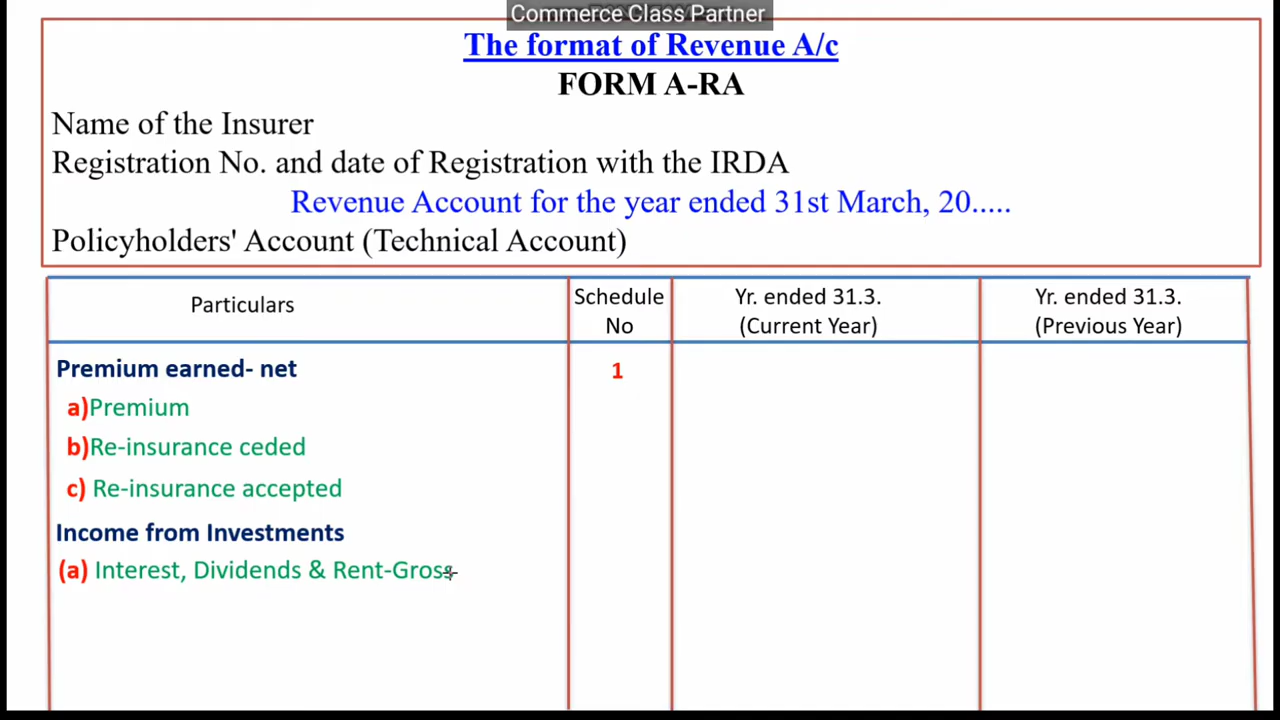 Commerce Class Partner
The format of Revenue A/c
FORM A-RA
Name of the Insurer
Registration No. and date of Registration with the IRDA
Revenue Account for the year ended 31st March, 20.....
Policyholders' Account (Technical Account)
Particulars
Schedule No
Yr. ended 31.3. (Current Year)
Yr. ended 31.3. (Previous Year)
Premium earned- net
1
a)Premium
b)Re-insurance ceded
c) Re-insurance accepted
Income from Investments
(a) Interest, Dividends & Rent-Gross